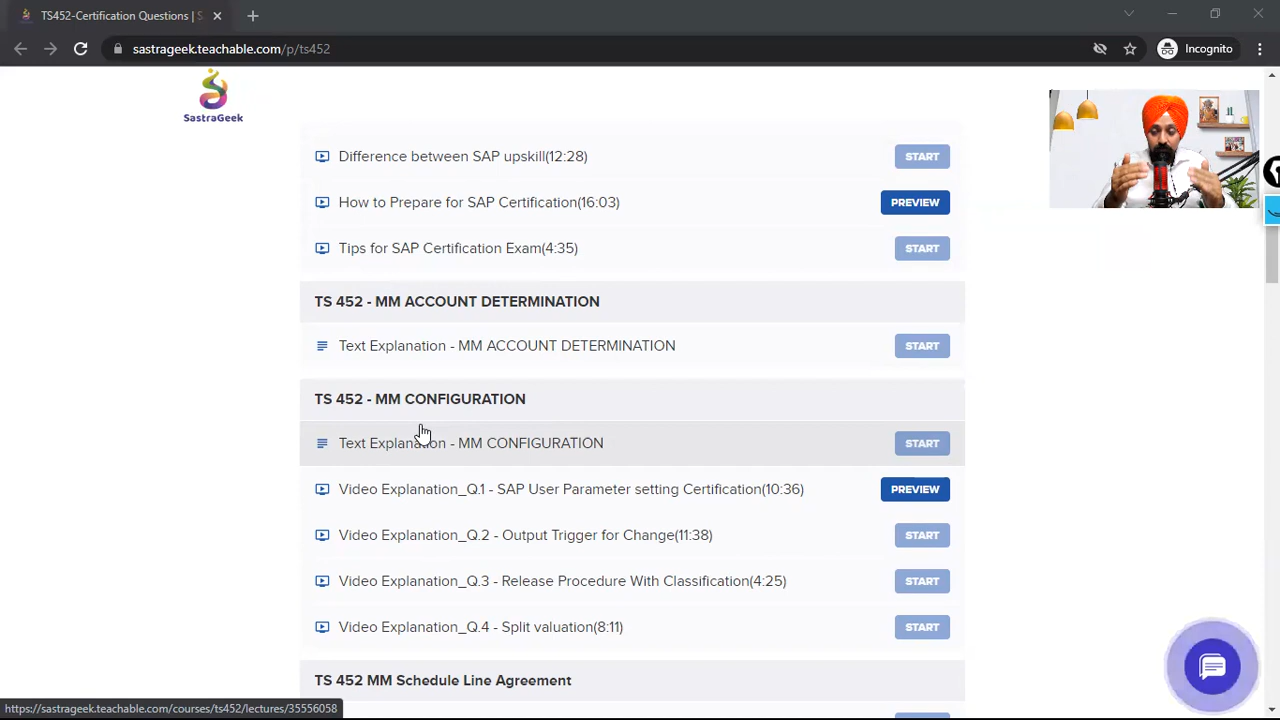 TS452-Certification Questions | S
sastrageek.teachable.com/p/ts452
Incognito
SastraGeek
Difference between SAP upskill(12:28)
START
How to Prepare for SAP Certification(16:03)
PREVIEW
Tips for SAP Certification Exam(4:35)
START
TS 452 - MM ACCOUNT DETERMINATION
Text Explanation - MM ACCOUNT DETERMINATION
START
TS 452 - MM CONFIGURATION
Text Explanation - MM CONFIGURATION
START
Video Explanation_Q.1 - SAP User Parameter setting Certification(10:36)
PREVIEW
Video Explanation_Q.2 - Output Trigger for Change(11:38)
START
Video Explanation_Q.3 - Release Procedure With Classification(4:25)
START
Video Explanation_Q.4 - Split valuation(8:11)
START
TS 452 MM Schedule Line Agreement
https://sastrageek.teachable.com/courses/ts452/lectures/35556058